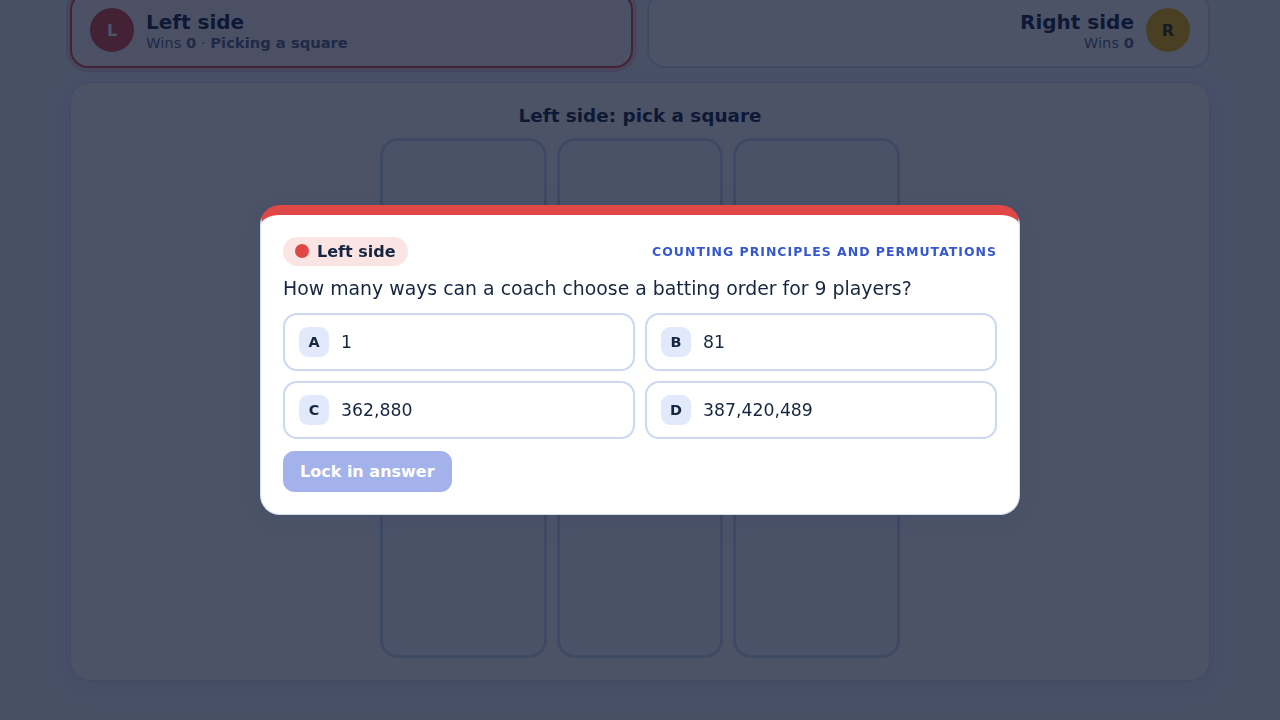 L
Left side
Wins 0 · Picking a square
Right side
Wins 0
R
Left side: pick a square
Left side
COUNTING PRINCIPLES AND PERMUTATIONS
How many ways can a coach choose a batting order for 9 players?
A 1
B 81
C 362,880
D 387,420,489
Lock in answer